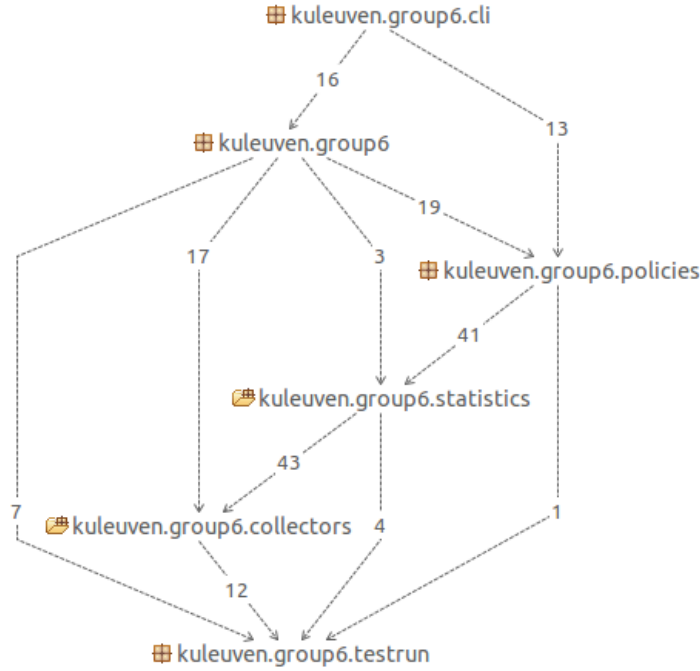 kuleuven.group6.cli
16
13
kuleuven.group6
19
17
3
kuleuven.group6.policies
41
kuleuven.group6.statistics
43
7
kuleuven.group6.collectors
4
1
12
kuleuven.group6.testrun